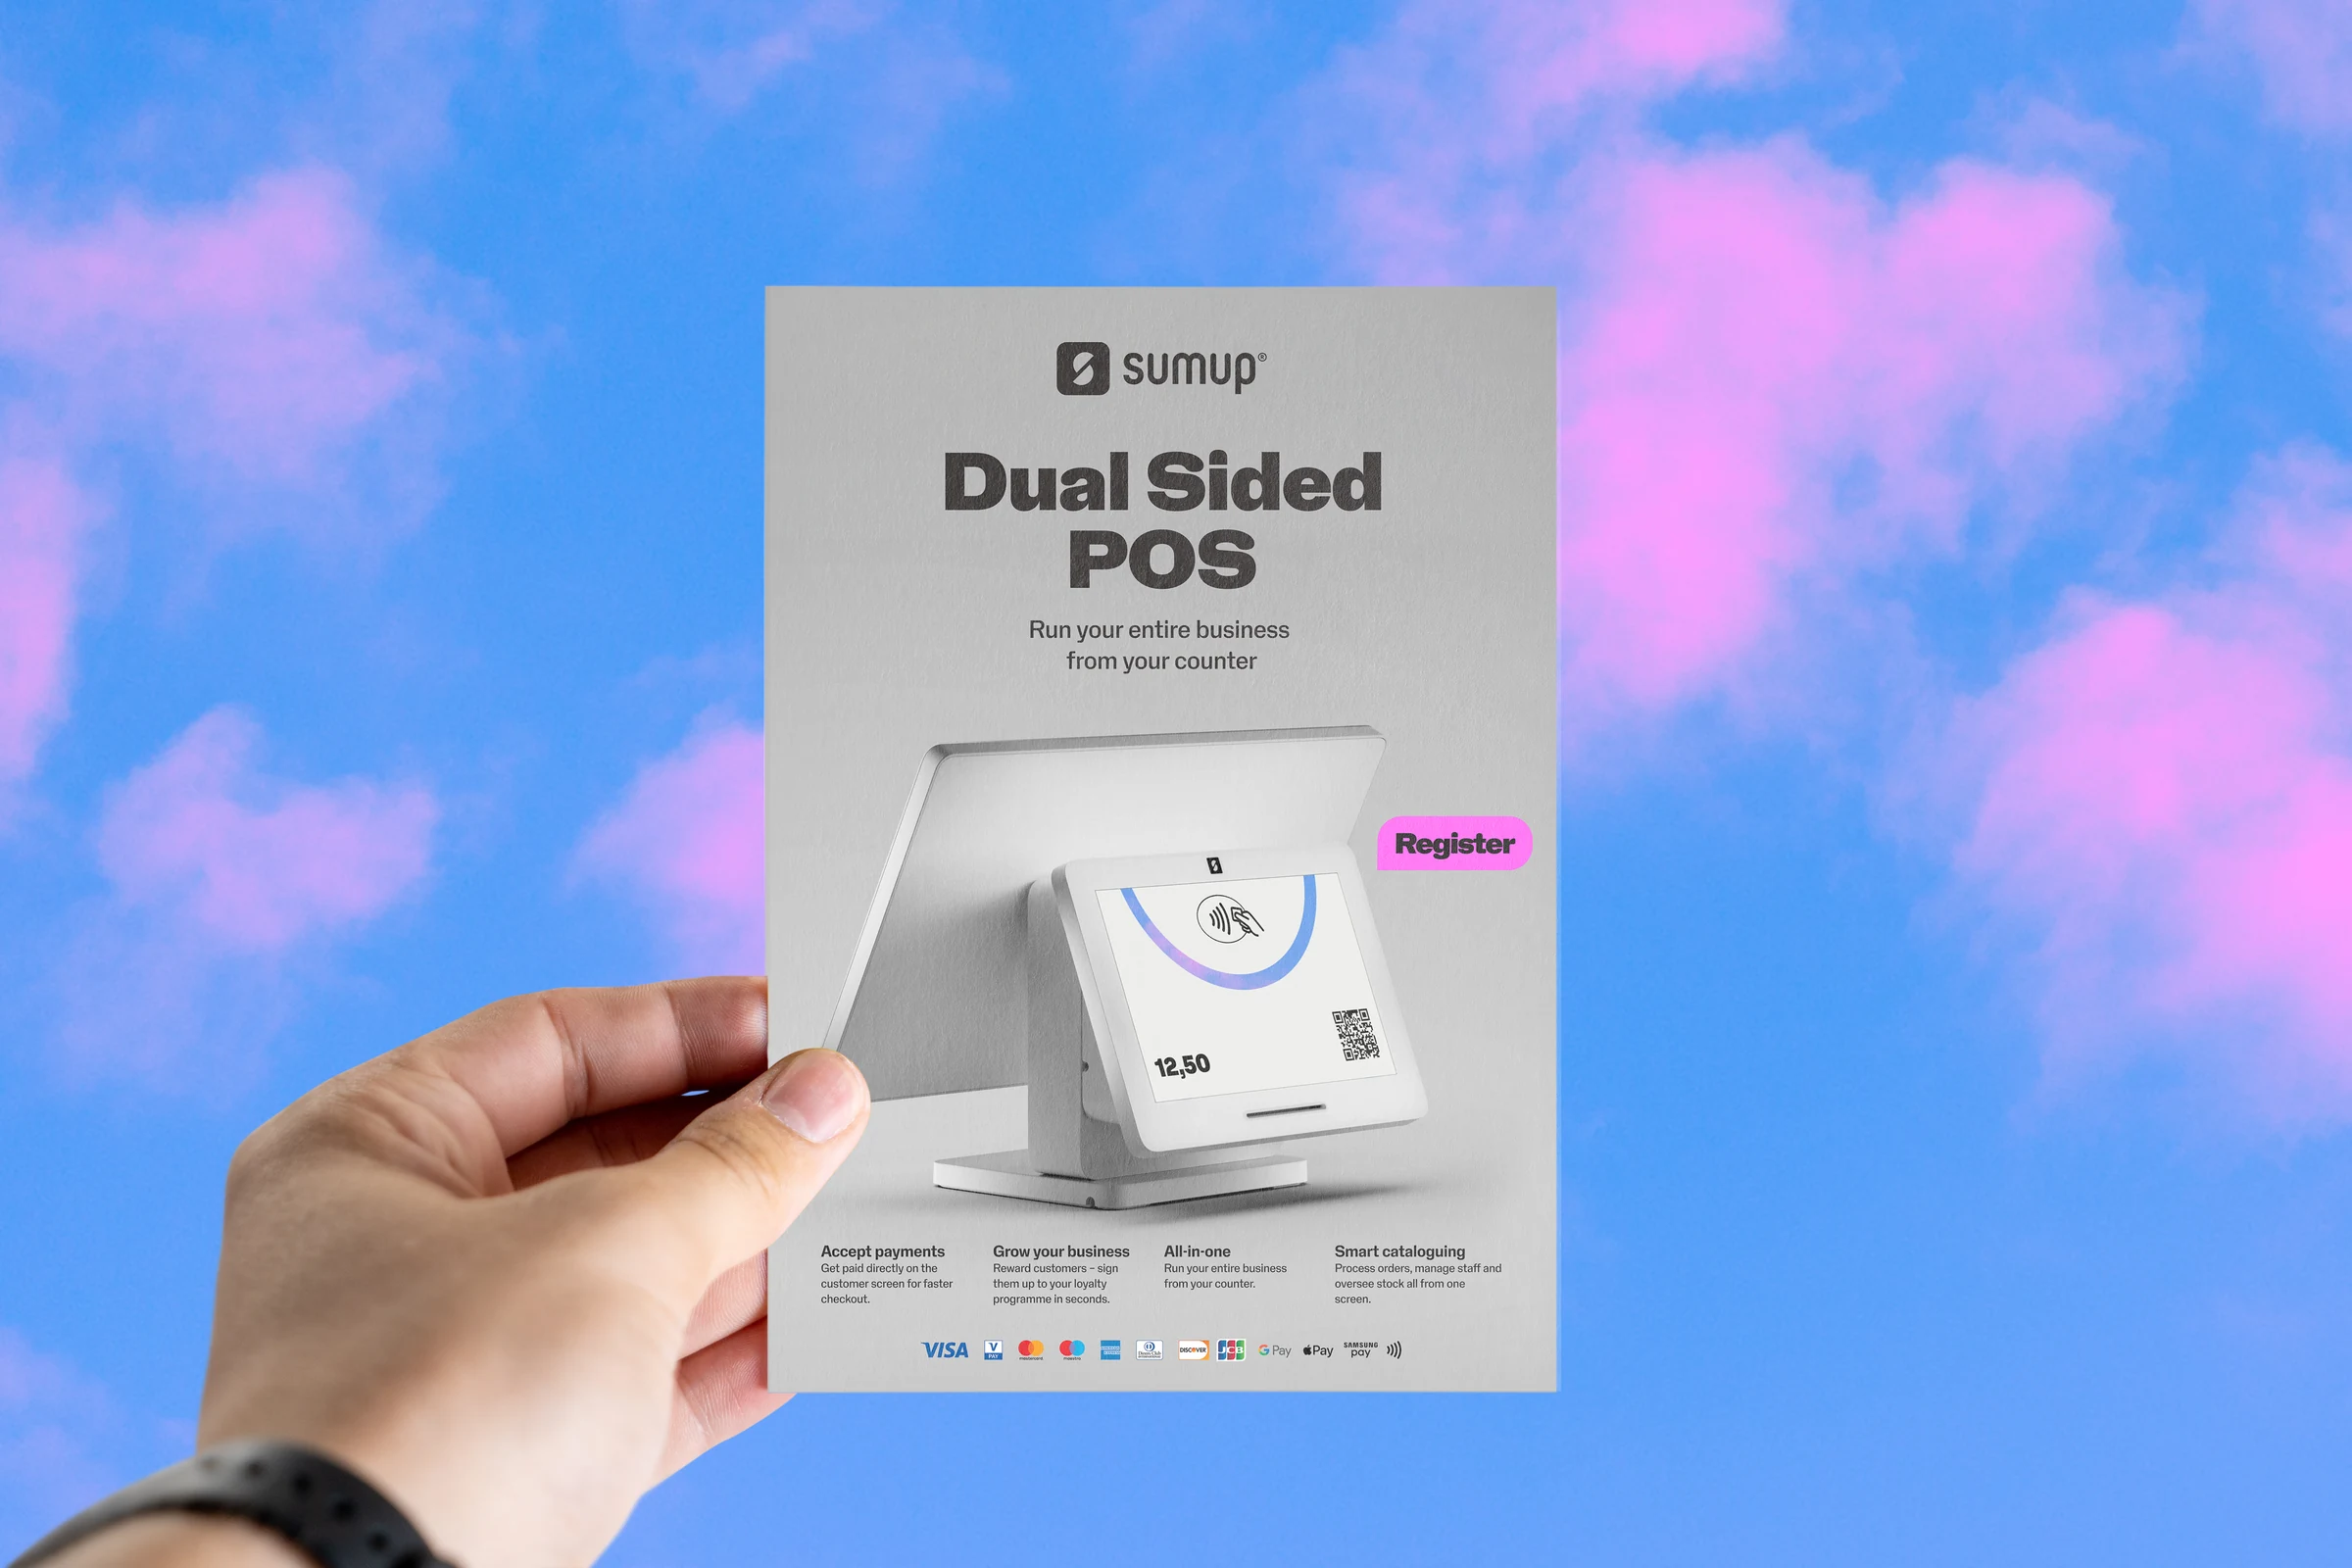 sumup®
Dual Sided
POS
Run your entire business
from your counter
Register
12,50
Accept payments
Get paid directly on the
customer screen for faster
checkout.
Grow your business
Reward customers – sign
them up to your loyalty
programme in seconds.
All-in-one
Run your entire business
from your counter.
Smart cataloguing
Process orders, manage staff and
oversee stock all from one
screen.
VISA
V
PAY
mastercard
maestro
DISCOVER
JCB
G Pay
Pay
SAMSUNG
pay